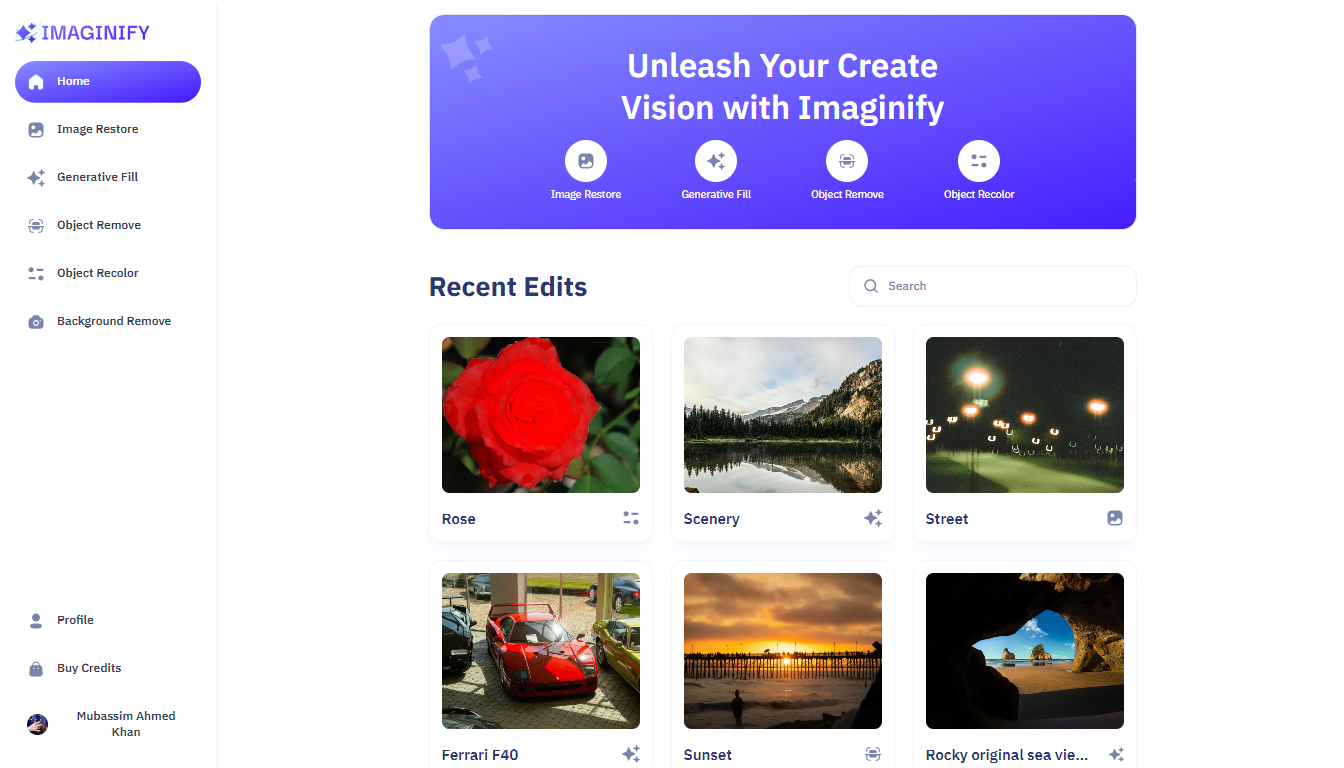 IMAGINIFY
Home
Image Restore
Generative Fill
Object Remove
Object Recolor
Background Remove
Profile
Buy Credits
Mubassim Ahmed
Khan
Unleash Your Create
Vision with Imaginify
Image Restore
Generative Fill
Object Remove
Object Recolor
Recent Edits
Search
Rose
Scenery
Street
Ferrari F40
Sunset
Rocky original sea vie...